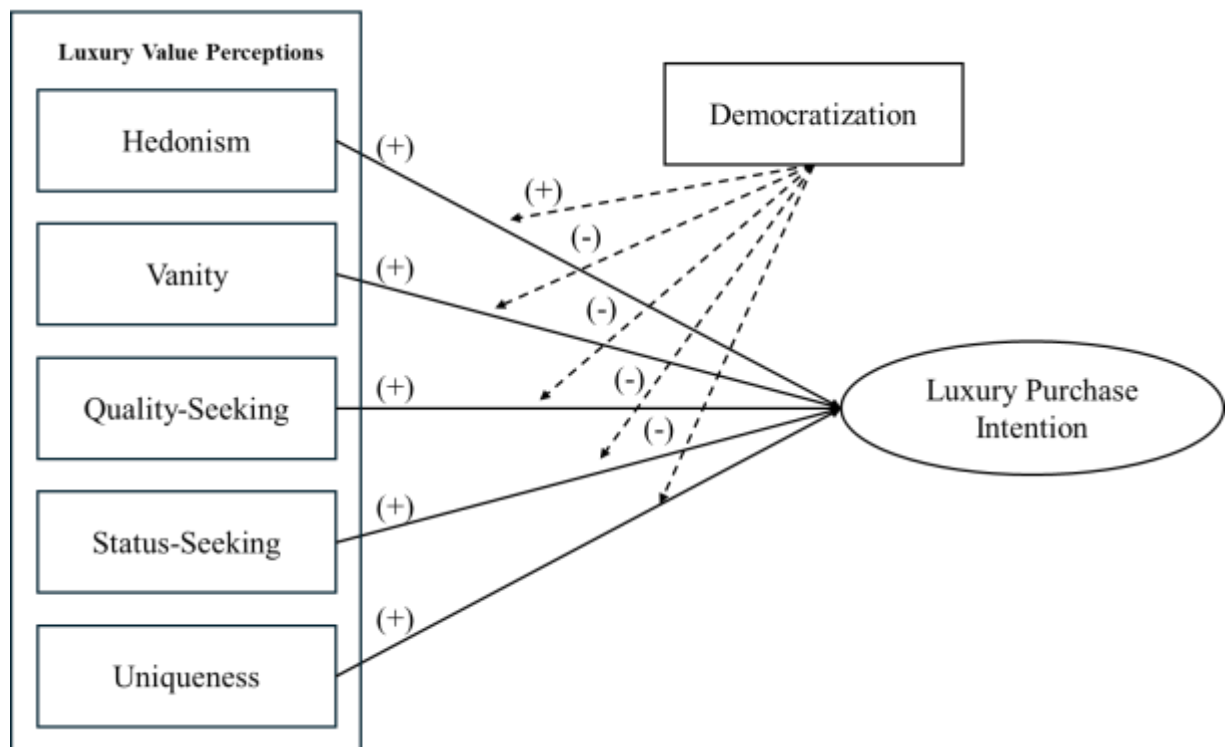 Luxury Value Perceptions
Hedonism
Democratization
(+)
(+)
(-)
Vanity
(+)
(-)
Quality-Seeking
(+)
(-)
Luxury Purchase
Intention
(-)
Status-Seeking
(+)
(+)
Uniqueness